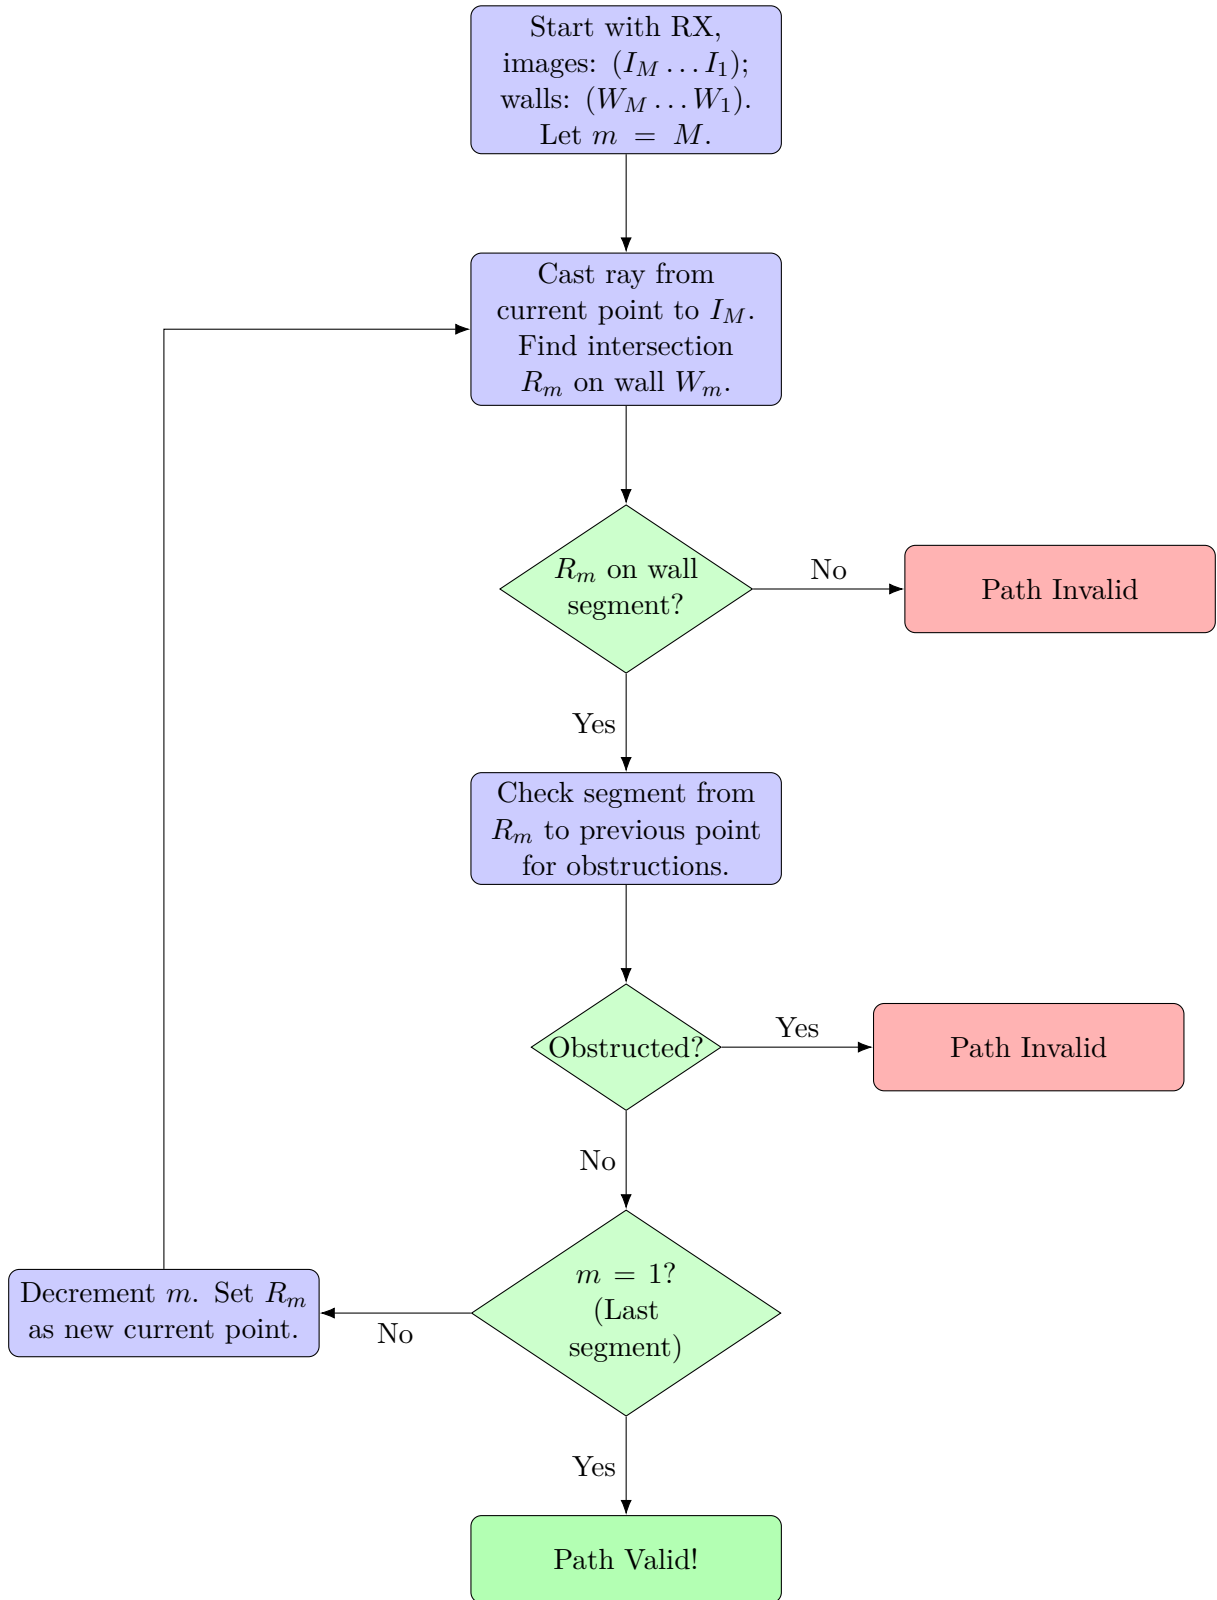 Start with RX,
images: $(I_M \ldots I_1)$;
walls: $(W_M \ldots W_1)$.
Let $m = M$.
Cast ray from
current point to $I_M$.
Find intersection
$R_m$ on wall $W_m$.
$R_m$ on wall
segment?
No
Path Invalid
Yes
Check segment from
$R_m$ to previous point
for obstructions.
Obstructed?
Yes
Path Invalid
No
$m = 1$?
(Last
segment)
No
Decrement $m$. Set $R_m$
as new current point.
Yes
Path Valid!